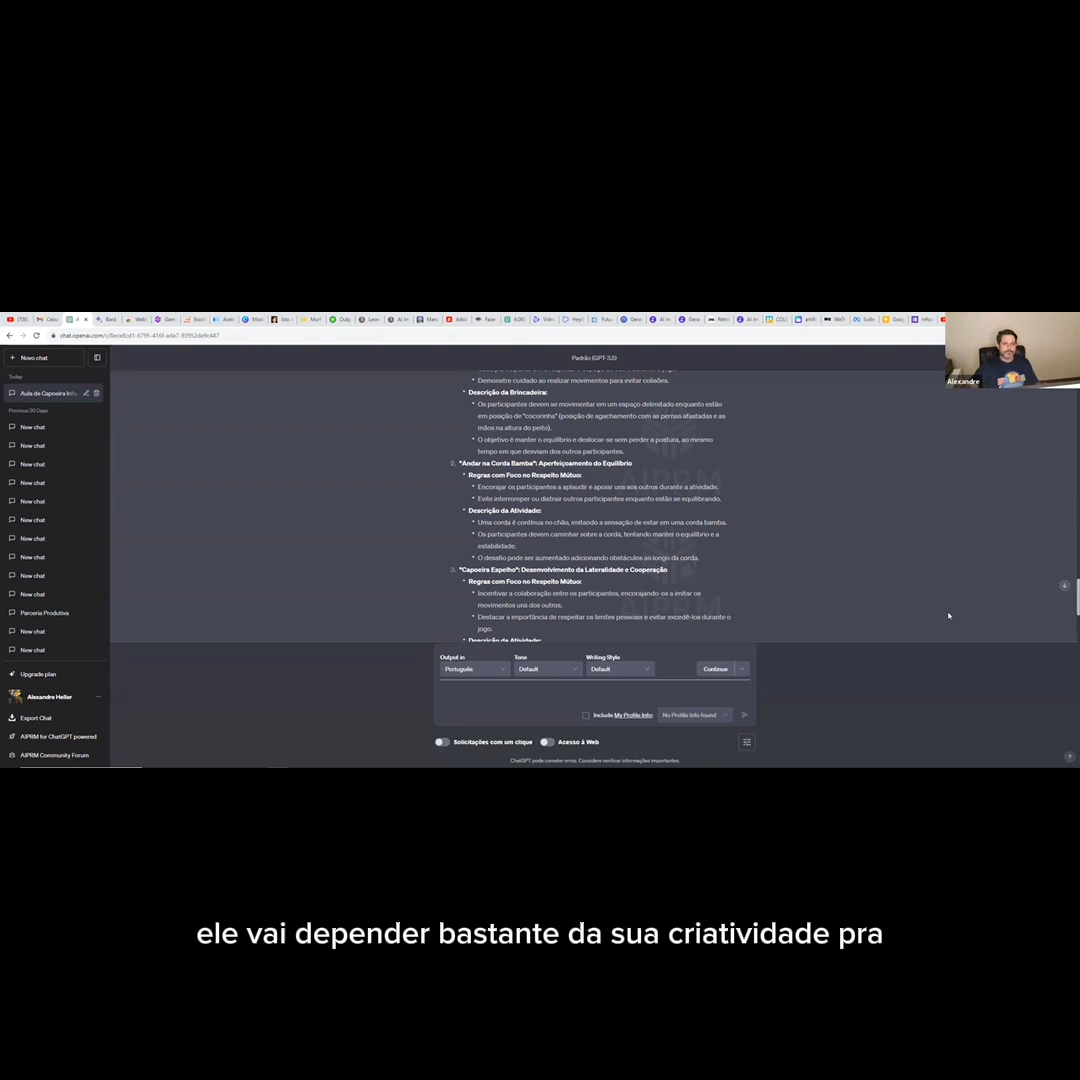 chat.openai.com/c/
Novo chat
Today
Aula de Capoeira Infa
Previous 30 Days
New chat
New chat
New chat
New chat
New chat
New chat
New chat
New chat
New chat
New chat
Parceria Produtiva
New chat
New chat
Upgrade plan
Alexandre Heller
Export Chat
AIPRM for ChatGPT powered
AIPRM Community Forum
Padrão (GPT-3.5)
Alexandre
Demonstre cuidado ao realizar movimentos para evitar colisões.
Descrição da Brincadeira:
Os participantes devem se movimentar em um espaço delimitado enquanto estão
em posição de "cocorinha" (posição de agachamento com as pernas afastadas e as
mãos na altura do peito).
O objetivo é manter o equilíbrio e deslocar-se sem perder a postura, ao mesmo
tempo em que desviam dos outros participantes.
2. "Andar na Corda Bamba": Aperfeiçoamento do Equilíbrio
Regras com Foco no Respeito Mútuo:
Encorajar os participantes a aplaudir e apoiar uns aos outros durante a atividade.
Evite interromper ou distrair outros participantes enquanto estão se equilibrando.
Descrição da Atividade:
Uma corda é contínua no chão, imitando a sensação de estar em uma corda bamba.
Os participantes devem caminhar sobre a corda, tentando manter o equilíbrio e a
estabilidade.
O desafio pode ser aumentado adicionando obstáculos ao longo da corda.
3. "Capoeira Espelho": Desenvolvimento da Lateralidade e Cooperação
Regras com Foco no Respeito Mútuo:
Incentivar a colaboração entre os participantes, encorajando-os a imitar os
movimentos uns dos outros.
Destacar a importância de respeitar os limites pessoais e evitar excedê-los durante o
jogo.
Descrição da Atividade:
AIPRM
AIPRM
Output in Tone Writing Style
Português Default Default Continue
Include My Profile Info: No Profile Info found
Solicitações com um clique Acesso à Web
ChatGPT pode cometer erros. Considere verificar informações importantes.
ele vai depender bastante da sua criatividade pra